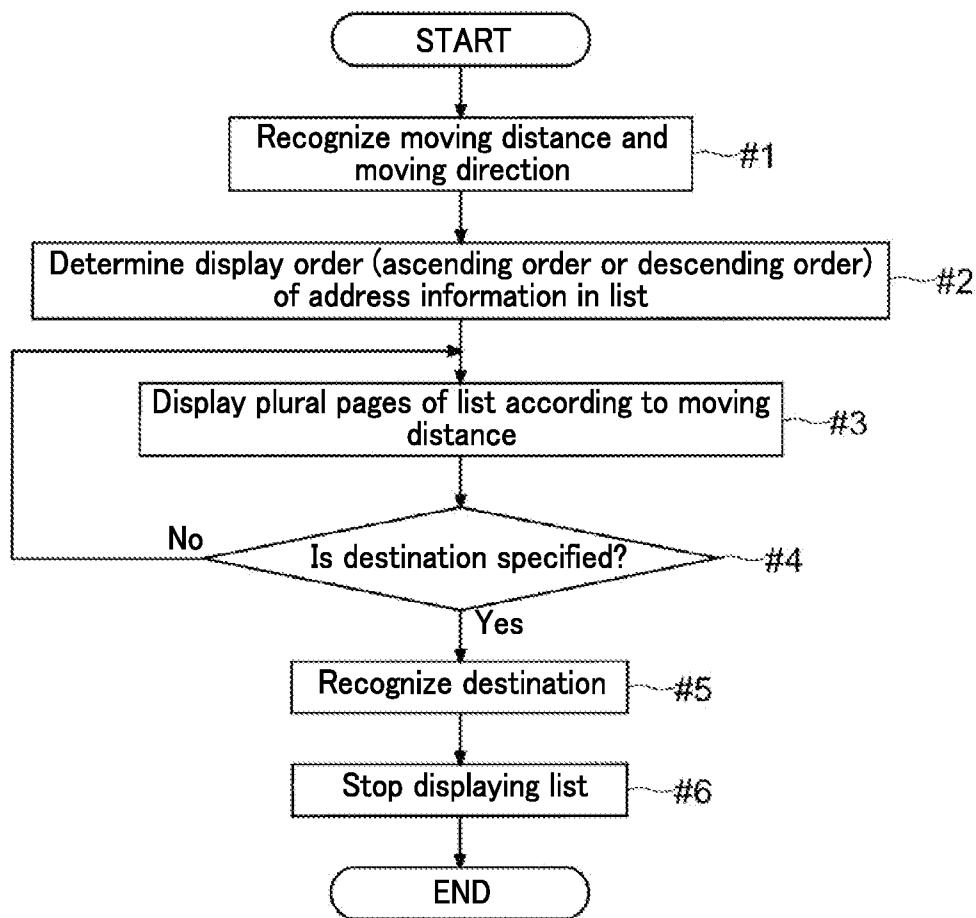 START
Recognize moving distance and
moving direction
#1
Determine display order (ascending order or descending order)
of address information in list
#2
Display plural pages of list according to moving
distance
#3
No
Is destination specified?
#4
Yes
Recognize destination
#5
Stop displaying list
#6
END